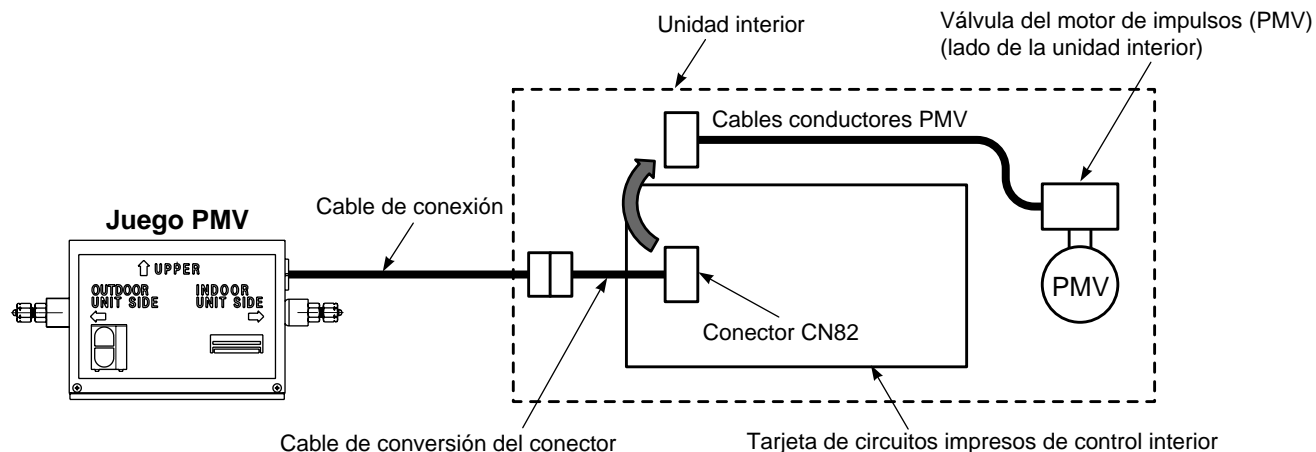 Unidad interior
Válvula del motor de impulsos (PMV)
(lado de la unidad interior)
Cables conductores PMV
Cable de conexión
Juego PMV
UPPER
OUTDOOR
UNIT SIDE
INDOOR
UNIT SIDE
PMV
Conector CN82
Cable de conversión del conector
Tarjeta de circuitos impresos de control interior